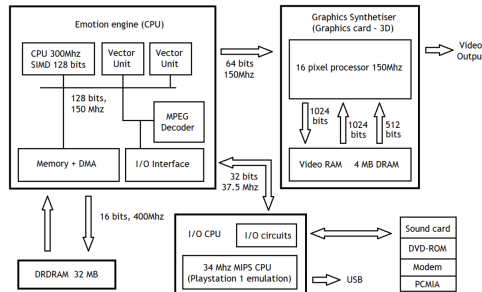 Emotion engine (CPU)
CPU 300Mhz
SIMD 128 bits
Vector
Unit
Vector
Unit
128 bits,
150 Mhz
MPEG
Decoder
Memory + DMA
I/O Interface
64 bits
150Mhz
Graphics Synthetiser
(Graphics card - 3D)
16 pixel processor 150Mhz
1024
bits
1024
bits
512
bits
Video RAM 4 MB DRAM
Video
Output
32 bits
37.5 Mhz
16 bits, 400Mhz
DRDRAM 32 MB
I/O CPU
I/O circuits
34 Mhz MIPS CPU
(Playstation 1 emulation)
USB
Sound card
DVD-ROM
Modem
PCMIA